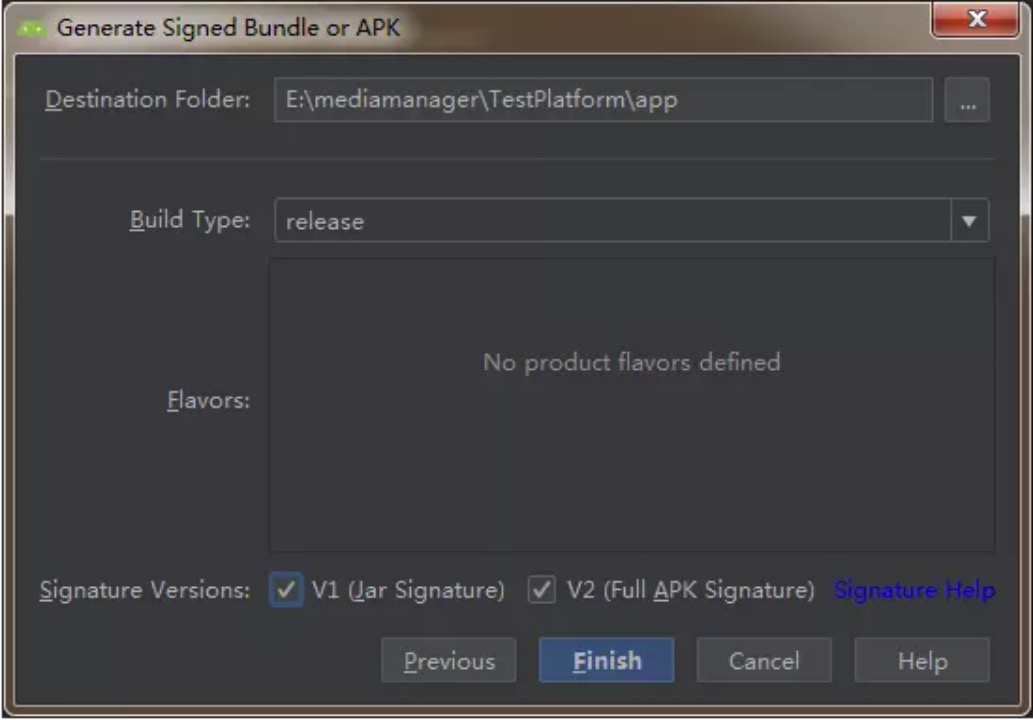 Generate Signed Bundle or APK
Destination Folder: E:\mediamanager\TestPlatform\app ...
Build Type: release
No product flavors defined
Flavors:
Signature Versions: V1 (Jar Signature) V2 (Full APK Signature) Signature Help
Previous Finish Cancel Help